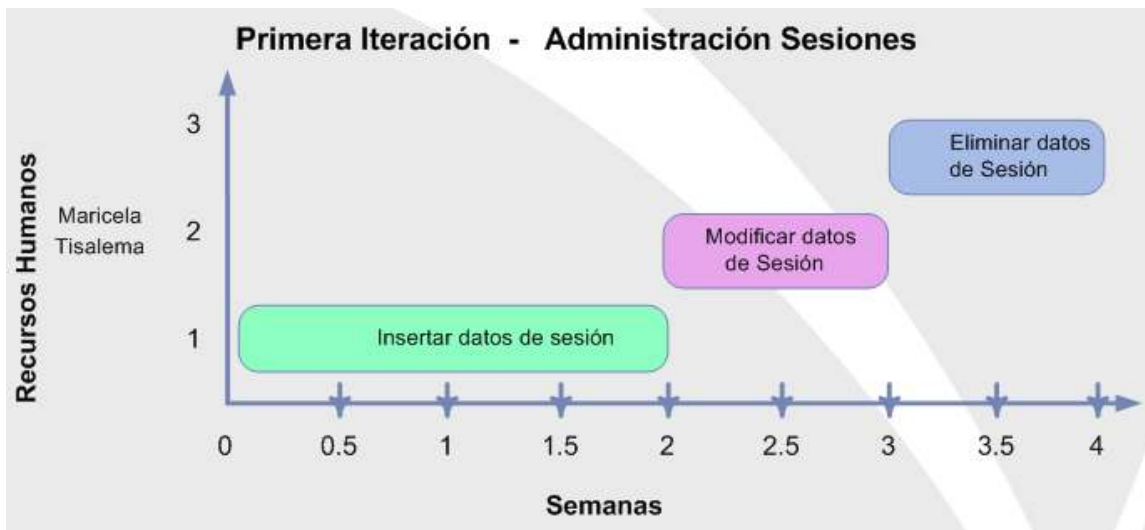 Primera Iteración - Administración Sesiones
Recursos Humanos
3
Eliminar datos
de Sesión
Maricela
Tisalema
2
Modificar datos
de Sesión
1
Insertar datos de sesión
0 0.5 1 1.5 2 2.5 3 3.5 4
Semanas